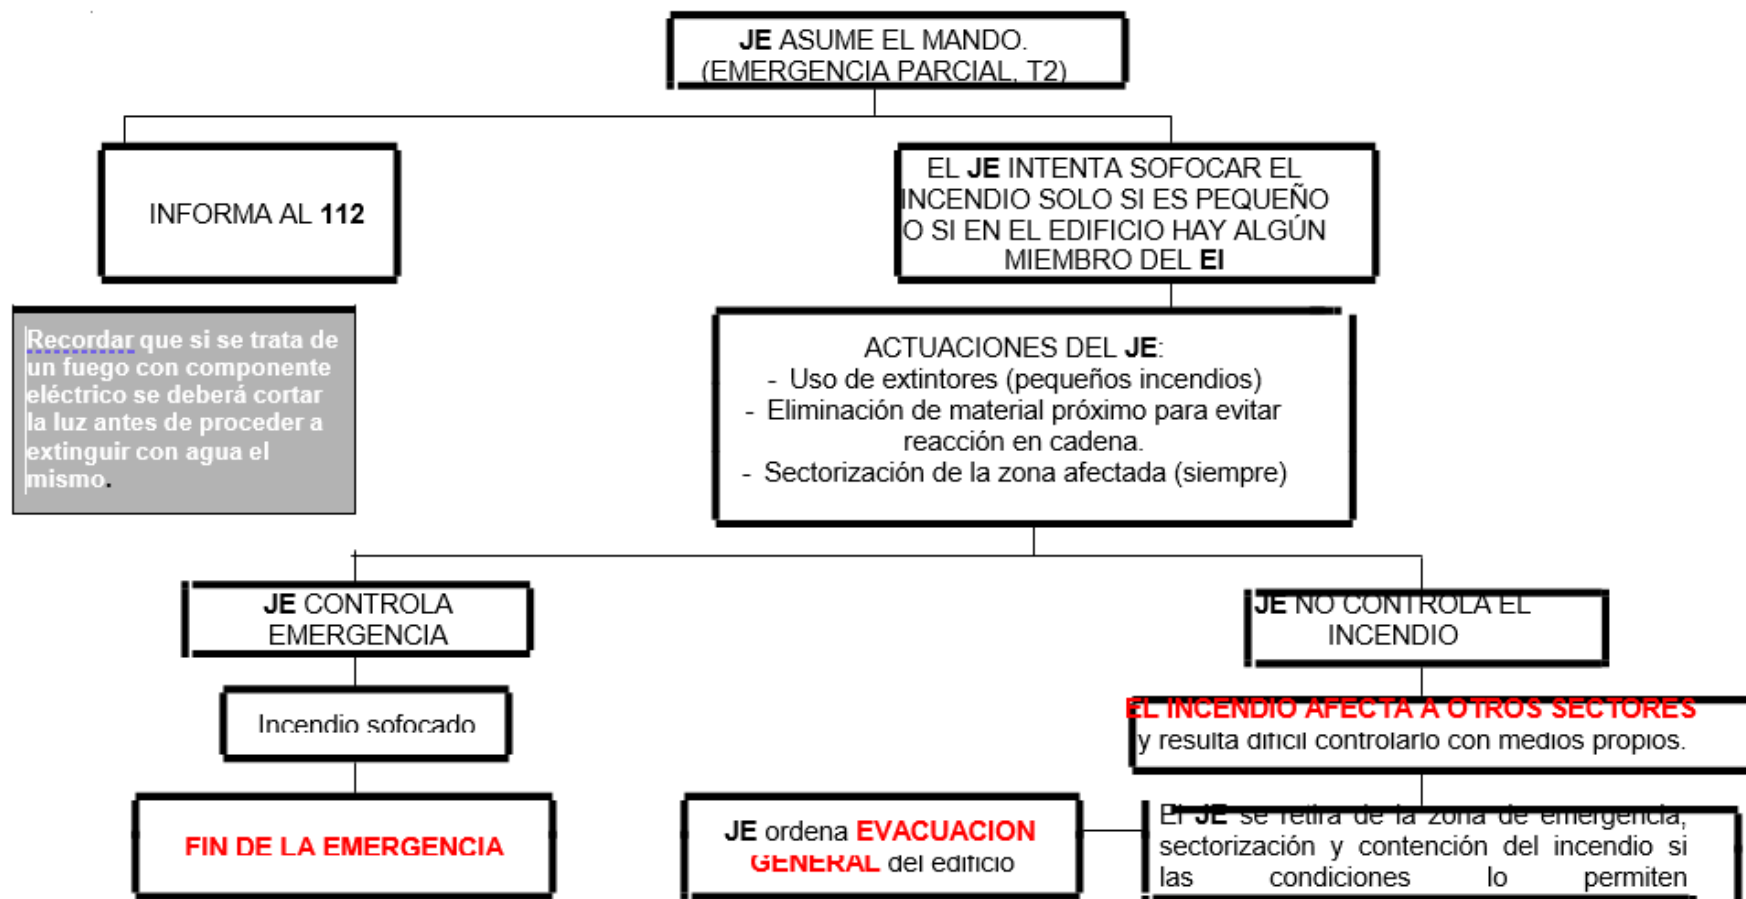 JE ASUME EL MANDO.
(EMERGENCIA PARCIAL, T2)
INFORMA AL 112
EL JE INTENTA SOFOCAR EL
INCENDIO SOLO SI ES PEQUEÑO
O SI EN EL EDIFICIO HAY ALGÚN
MIEMBRO DEL EI
Recordar que si se trata de
un fuego con componente
eléctrico se deberá cortar
la luz antes de proceder a
extinguir con agua el
mismo.
ACTUACIONES DEL JE:
- Uso de extintores (pequeños incendios)
- Eliminación de material próximo para evitar
reacción en cadena.
- Sectorización de la zona afectada (siempre)
JE CONTROLA
EMERGENCIA
JE NO CONTROLA EL
INCENDIO
Incendio sofocado
EL INCENDIO AFECTA A OTROS SECTORES
y resulta difícil controlarlo con medios propios.
FIN DE LA EMERGENCIA
JE ordena EVACUACION
GENERAL del edificio
El JE se retira de la zona de emergencia,
sectorización y contención del incendio si
las condiciones lo permiten